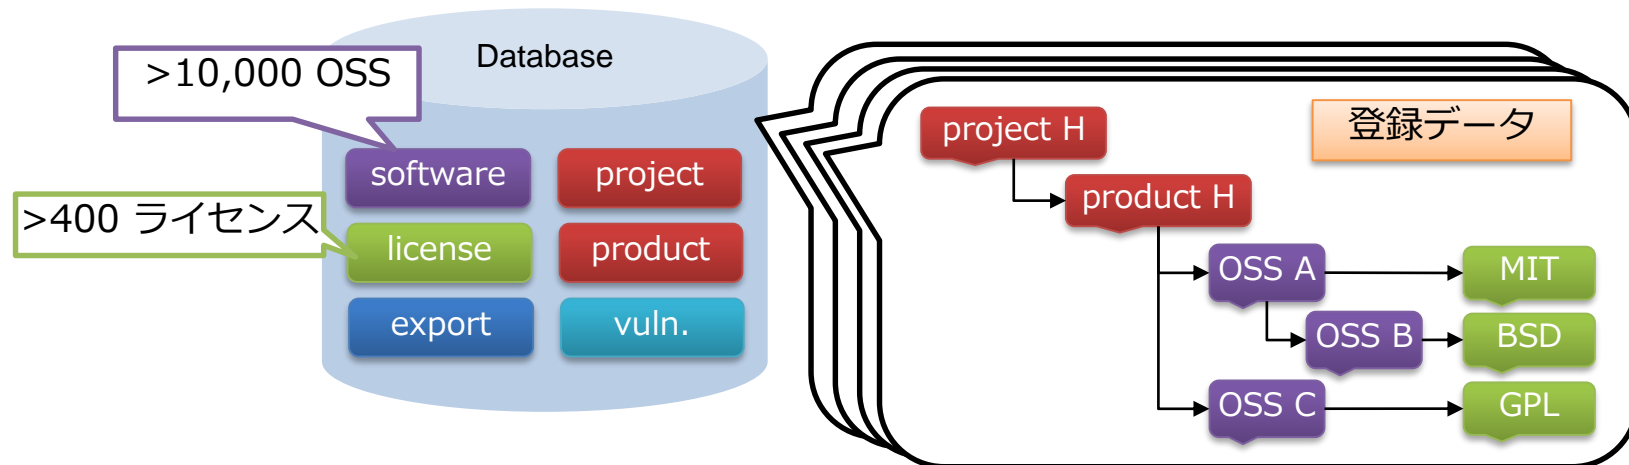 Database
>10,000 OSS
software
project
>400 ライセンス
license
product
export
vuln.
登録データ
project H
product H
OSS A
MIT
OSS B
BSD
OSS C
GPL